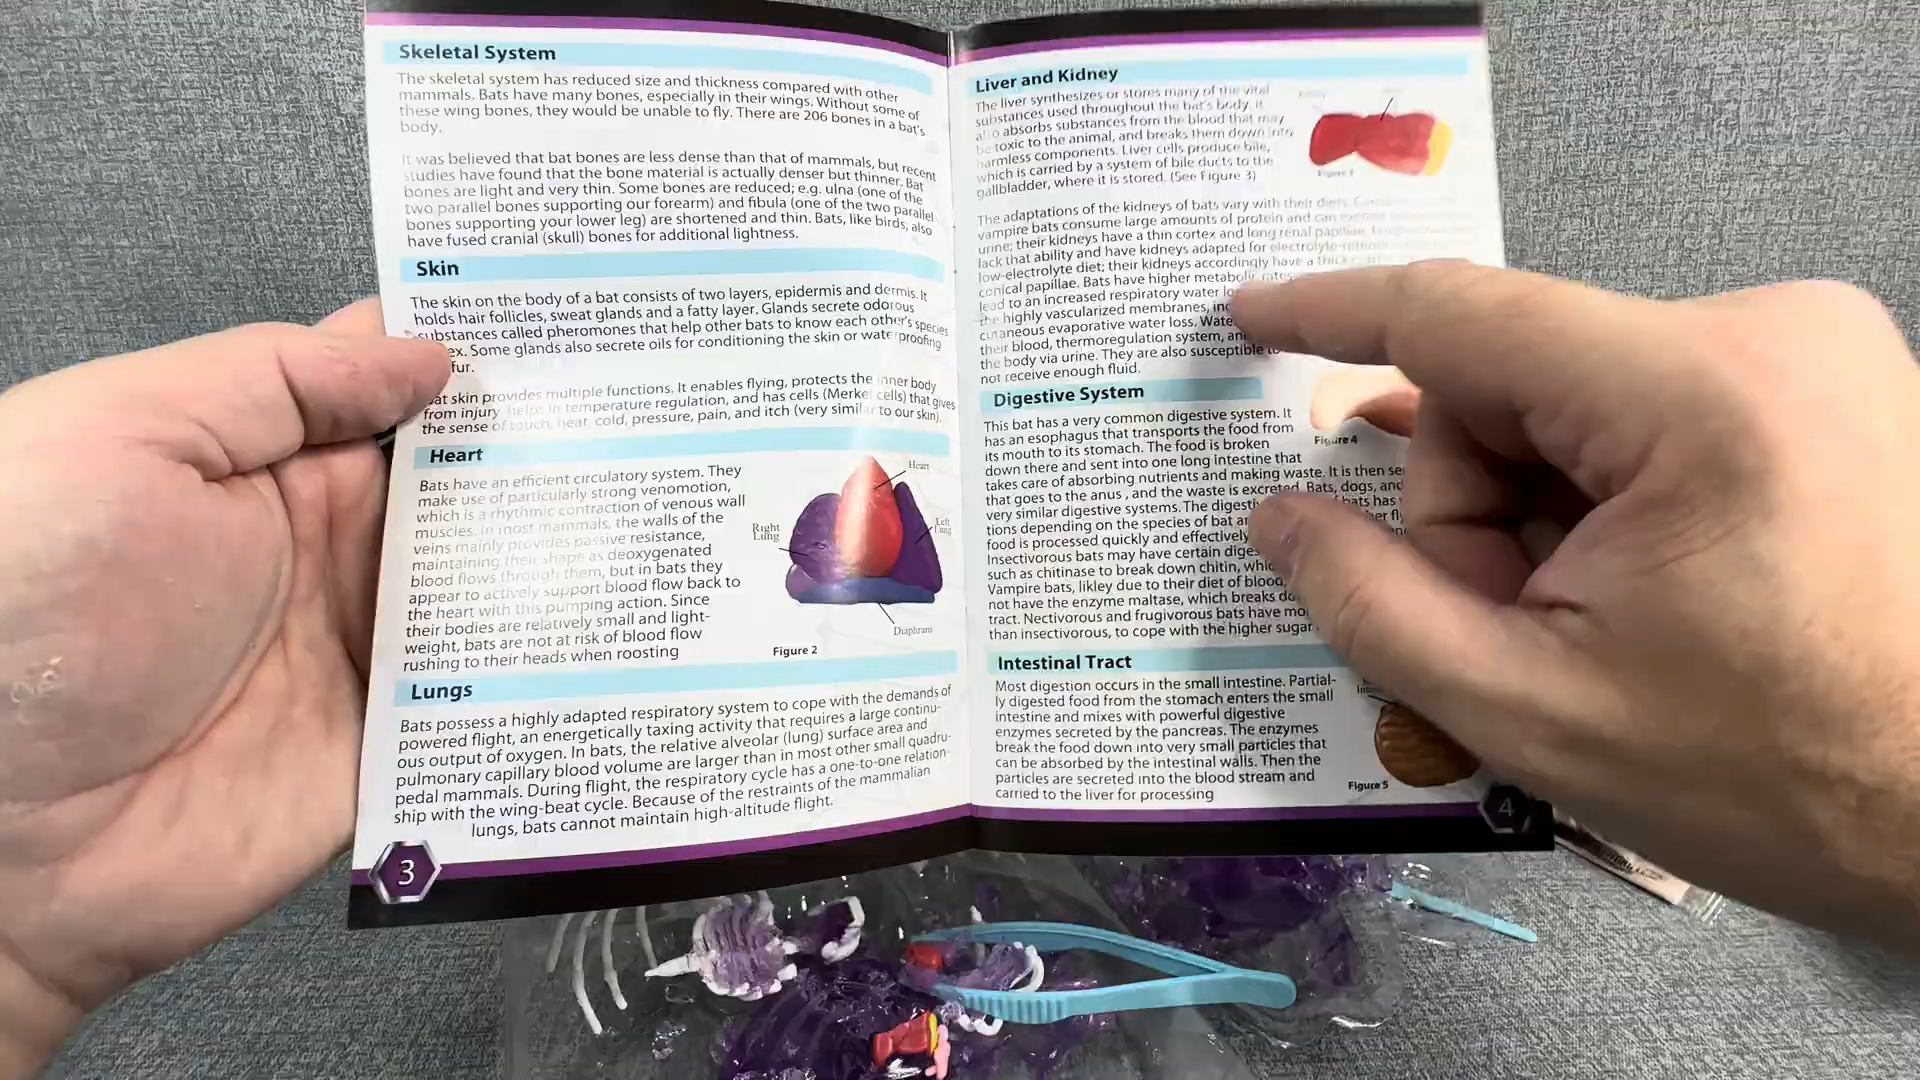 Skeletal System
The skeletal system has reduced size and thickness compared with other
mammals. Bats have many bones, especially in their wings. Without some of
these wing bones, they would be unable to fly. There are 206 bones in a bat's
body.
It was believed that bat bones are less dense than that of mammals, but recent
studies have found that the bone material is actually denser but thinner. Bat
bones are light and very thin. Some bones are reduced; e.g. ulna (one of the
two parallel bones supporting our forearm) and fibula (one of the two parallel
bones supporting your lower leg) are shortened and thin. Bats, like birds, also
have fused cranial (skull) bones for additional lightness.
Skin
The skin on the body of a bat consists of two layers, epidermis and dermis. It
holds hair follicles, sweat glands and a fatty layer. Glands secrete odorous
substances called pheromones that help other bats to know each other's species
ex. Some glands also secrete oils for conditioning the skin or waterproofing
fur.
at skin provides multiple functions. It enables flying, protects the inner body
from injury, helps in temperature regulation, and has cells (Merkel cells) that gives
the sense of touch, heat, cold, pressure, pain, and itch (very similar to our skin).
Heart
Bats have an efficient circulatory system. They
make use of particularly strong venomotion,
which is a rhythmic contraction of venous wall
muscles. In most mammals, the walls of the
veins mainly provides passive resistance,
maintaining their shape as deoxygenated
blood flows through them, but in bats they
appear to actively support blood flow back to
the heart with this pumping action. Since
their bodies are relatively small and light-
weight, bats are not at risk of blood flow
rushing to their heads when roosting
Heart
Right
Lung
Left
Lung
Diaphram
Figure 2
Lungs
Bats possess a highly adapted respiratory system to cope with the demands of
powered flight, an energetically taxing activity that requires a large continu-
ous output of oxygen. In bats, the relative alveolar (lung) surface area and
pulmonary capillary blood volume are larger than in most other small quadru-
pedal mammals. During flight, the respiratory cycle has a one-to-one relation-
ship with the wing-beat cycle. Because of the restraints of the mammalian
lungs, bats cannot maintain high-altitude flight.
3
Liver and Kidney
The liver synthesizes or stores many of the vital
substances used throughout the bat's body. It
also absorbs substances from the blood that may
be toxic to the animal, and breaks them down into
harmless components. Liver cells produce bile,
which is carried by a system of bile ducts to the
gallbladder, where it is stored. (See Figure 3)
Figure 3
The adaptations of the kidneys of bats vary with their diets.
vampire bats consume large amounts of protein and can
urine; their kidneys have a thin cortex and long renal papillae.
lack that ability and have kidneys adapted for electrolyte-
low-electrolyte diet; their kidneys accordingly have a thick
conical papillae. Bats have higher metabolic rates
lead to an increased respiratory water
the highly vascularized membranes,
cutaneous evaporative water loss.
their blood, thermoregulation system,
the body via urine. They are also susceptible
not receive enough fluid.
Digestive System
This bat has a very common digestive system. It
has an esophagus that transports the food from
its mouth to its stomach. The food is broken
down there and sent into one long intestine that
takes care of absorbing nutrients and making waste. It is then
that goes to the anus , and the waste is excreted. Bats, dogs, and
very similar digestive systems. The bats has
tions depending on the species of bat
food is processed quickly and effectively
Insectivorous bats may have certain
such as chitinase to break down chitin,
Vampire bats, likley due to their diet of blood,
not have the enzyme maltase, which breaks
tract. Nectivorous and frugivorous bats have
than insectivorous, to cope with the higher sugar
Figure 4
Intestinal Tract
Most digestion occurs in the small intestine. Partial-
ly digested food from the stomach enters the small
intestine and mixes with powerful digestive
enzymes secreted by the pancreas. The enzymes
break the food down into very small particles that
can be absorbed by the intestinal walls. Then the
particles are secreted into the blood stream and
carried to the liver for processing
Figure 5
4